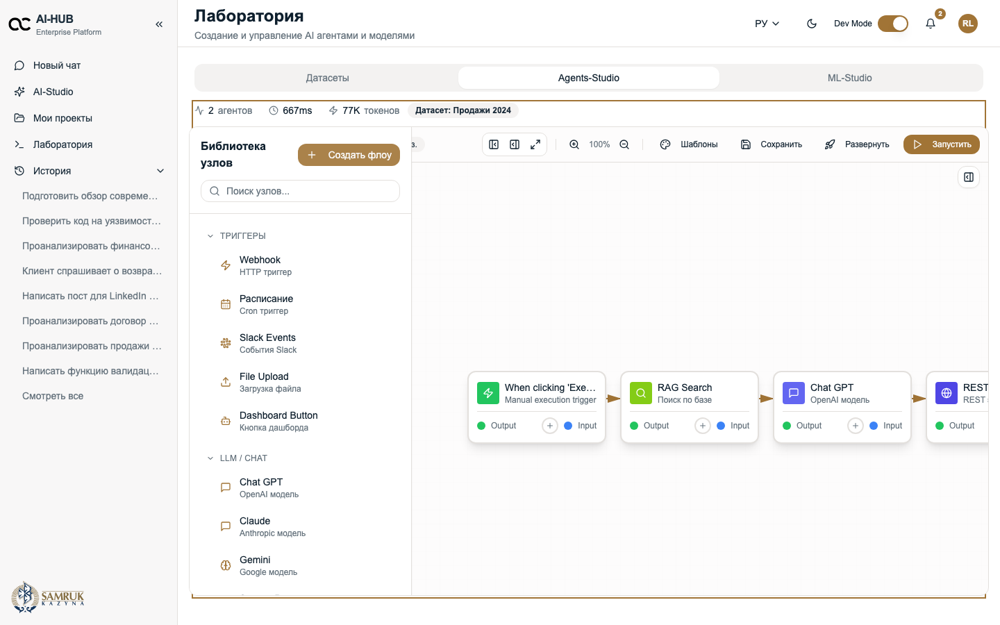 AI-HUB
Enterprise Platform
Новый чат
AI-Studio
Мои проекты
Лаборатория
История
Подготовить обзор совреме...
Проверить код на уязвимост...
Проанализировать финансо...
Клиент спрашивает о возвра...
Написать пост для LinkedIn ...
Проанализировать договор ...
Проанализировать продажи ...
Написать функцию валидац...
Смотреть все
SAMRUK
KAZYNA
Лаборатория
Создание и управление AI агентами и моделями
РУ
Dev Mode
2
RL
Датасеты
Agents-Studio
ML-Studio
2 агентов
667ms
77K токенов
Датасет: Продажи 2024
Библиотека
узлов
Создать флоу
Поиск узлов...
з.
100%
Шаблоны
Сохранить
Развернуть
Запустить
ТРИГГЕРЫ
Webhook
HTTP триггер
Расписание
Cron триггер
Slack Events
События Slack
File Upload
Загрузка файла
Dashboard Button
Кнопка дашборда
LLM / CHAT
Chat GPT
OpenAI модель
Claude
Anthropic модель
Gemini
Google модель
When clicking 'Exe...
Manual execution trigger
Output
Input
RAG Search
Поиск по базе
Output
Input
Chat GPT
OpenAI модель
Output
Input
REST
REST
Output